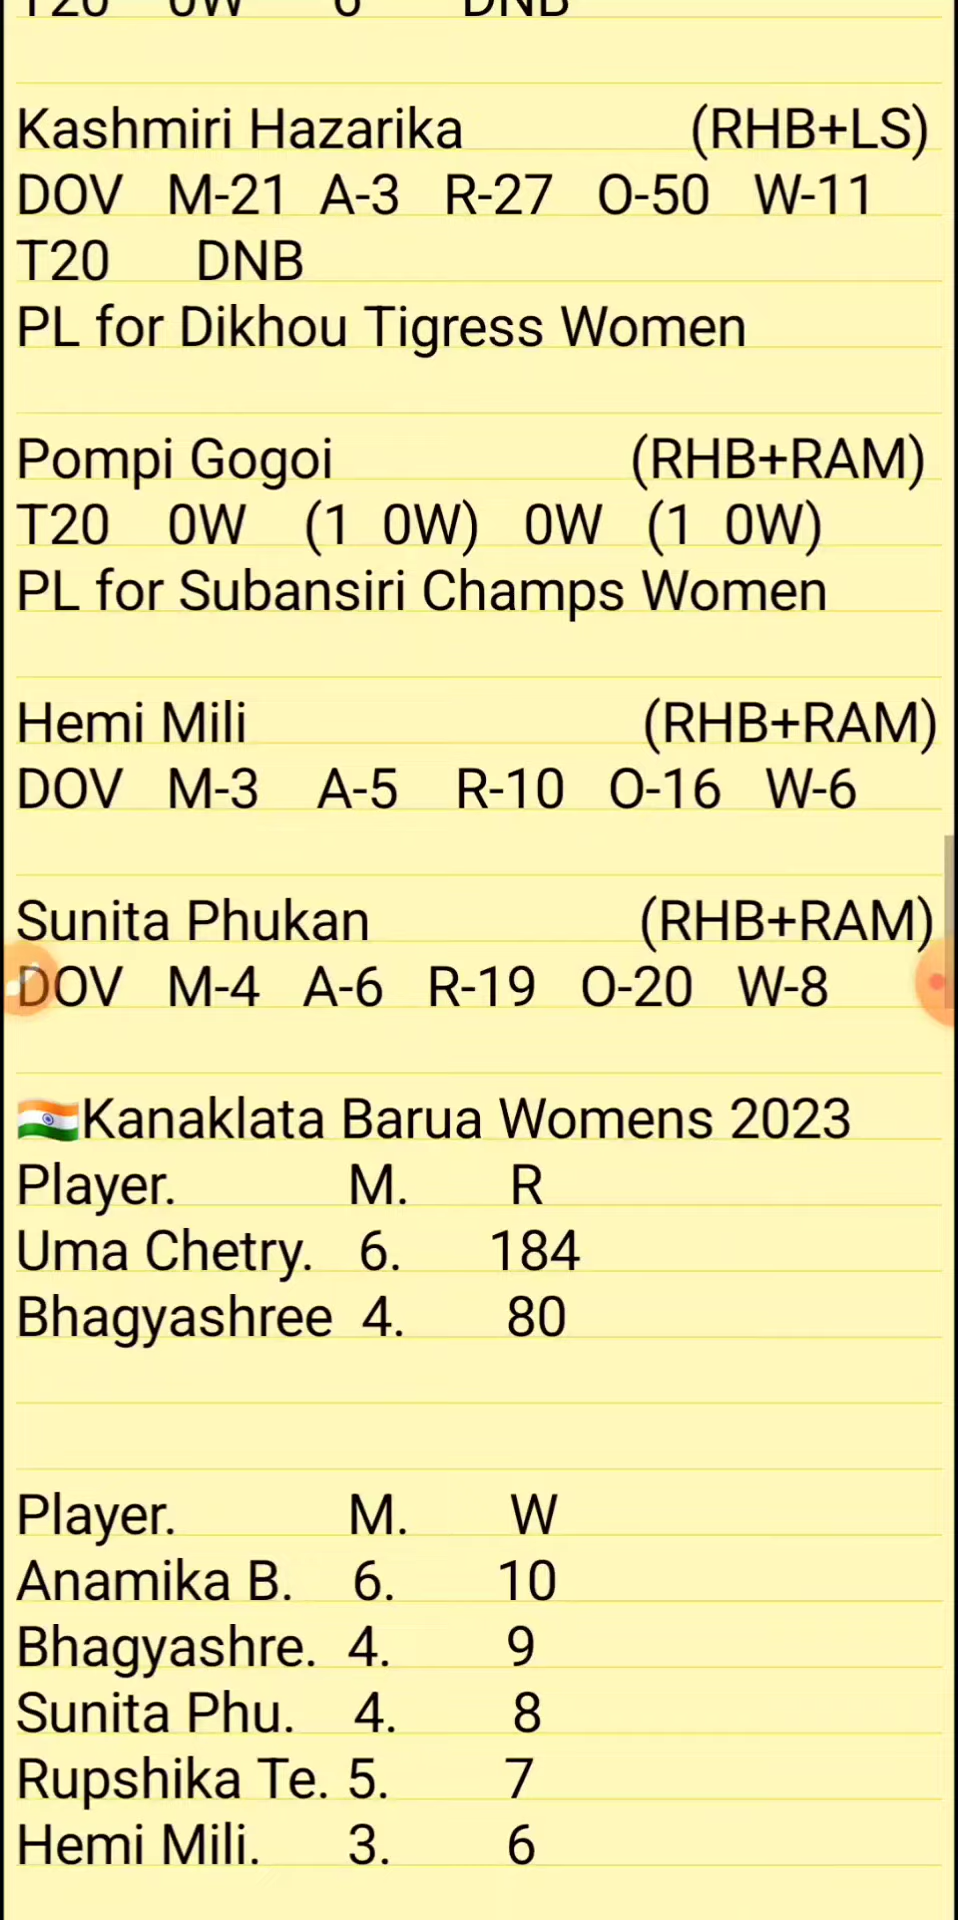 T20 0W 6 DNB
Kashmiri Hazarika (RHB+LS)
DOV M-21 A-3 R-27 O-50 W-11
T20 DNB
PL for Dikhou Tigress Women
Pompi Gogoi (RHB+RAM)
T20 0W (1 0W) 0W (1 0W)
PL for Subansiri Champs Women
Hemi Mili (RHB+RAM)
DOV M-3 A-5 R-10 O-16 W-6
Sunita Phukan (RHB+RAM)
DOV M-4 A-6 R-19 O-20 W-8
🇮🇳Kanaklata Barua Womens 2023
Player. M. R
Uma Chetry. 6. 184
Bhagyashree 4. 80
Player. M. W
Anamika B. 6. 10
Bhagyashre. 4. 9
Sunita Phu. 4. 8
Rupshika Te. 5. 7
Hemi Mili. 3. 6